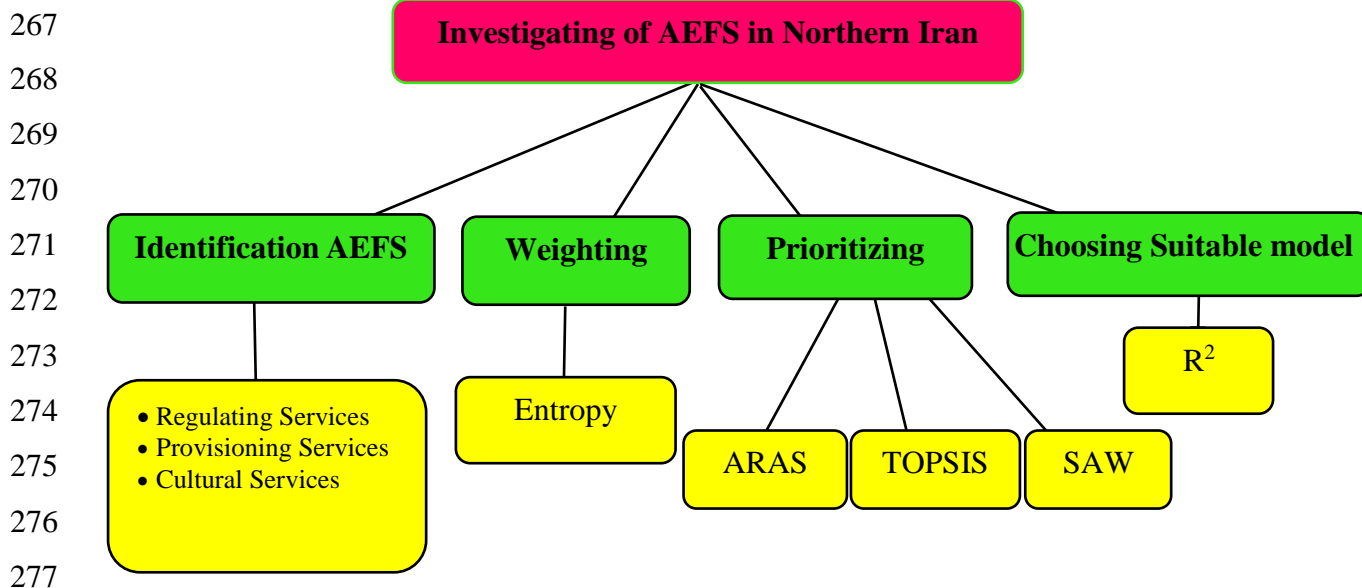 267
Investigating of AEFS in Northern Iran
268
269
270
271
Identification AEFS
Weighting
Prioritizing
Choosing Suitable model
272
273
R²
274
• Regulating Services
• Provisioning Services
• Cultural Services
Entropy
275
ARAS
TOPSIS
SAW
276
277